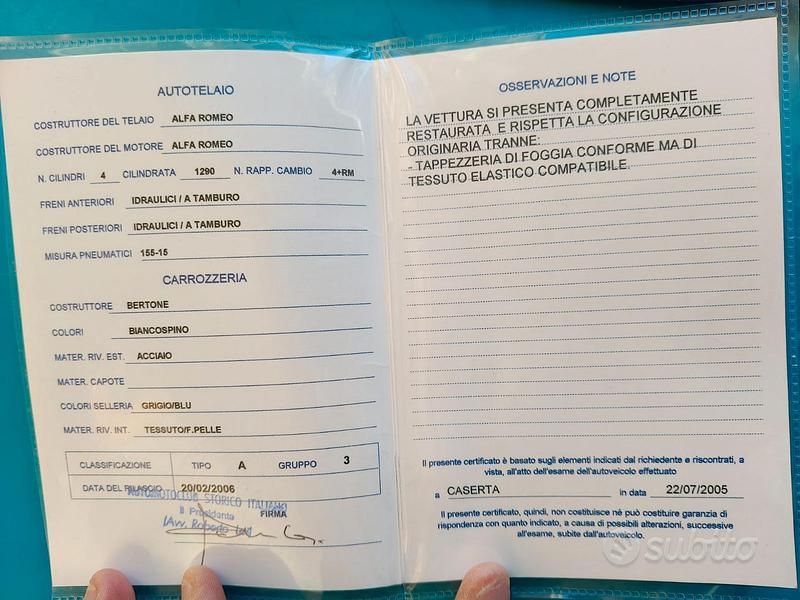 AUTOTELAIO
COSTRUTTORE DEL TELAIO ALFA ROMEO
COSTRUTTORE DEL MOTORE ALFA ROMEO
N. CILINDRI 4 CILINDRATA 1290 N. RAPP. CAMBIO 4+RM
FRENI ANTERIORI IDRAULICI / A TAMBURO
FRENI POSTERIORI IDRAULICI / A TAMBURO
MISURA PNEUMATICI 155-15
CARROZZERIA
COSTRUTTORE BERTONE
COLORI BIANCOSPINO
MATER. RIV. EST. ACCIAIO
MATER. CAPOTE
COLORI SELLERIA GRIGIO/BLU
MATER. RIV. INT. TESSUTO/F.PELLE
CLASSIFICAZIONE TIPO A GRUPPO 3
DATA DEL RILASCIO 20/02/2006
AUTOMOTOCLUB STORICO ITALIANO
FIRMA
Il Presidente
(Avv. Roberto
OSSERVAZIONI E NOTE
LA VETTURA SI PRESENTA COMPLETAMENTE
RESTAURATA E RISPETTA LA CONFIGURAZIONE
ORIGINARIA TRANNE:
- TAPPEZZERIA DI FOGGIA CONFORME MA DI
TESSUTO ELASTICO COMPATIBILE.
Il presente certificato è basato sugli elementi indicati dal richiedente e riscontrati, a
vista, all'atto dell'esame dell'autoveicolo effettuato
a CASERTA in data 22/07/2005
Il presente certificato, quindi, non costituisce né può costituire garanzia di
rispondenza con quanto indicato, a causa di possibili alterazioni, successive
all'esame, subite dall'autoveicolo.
subito